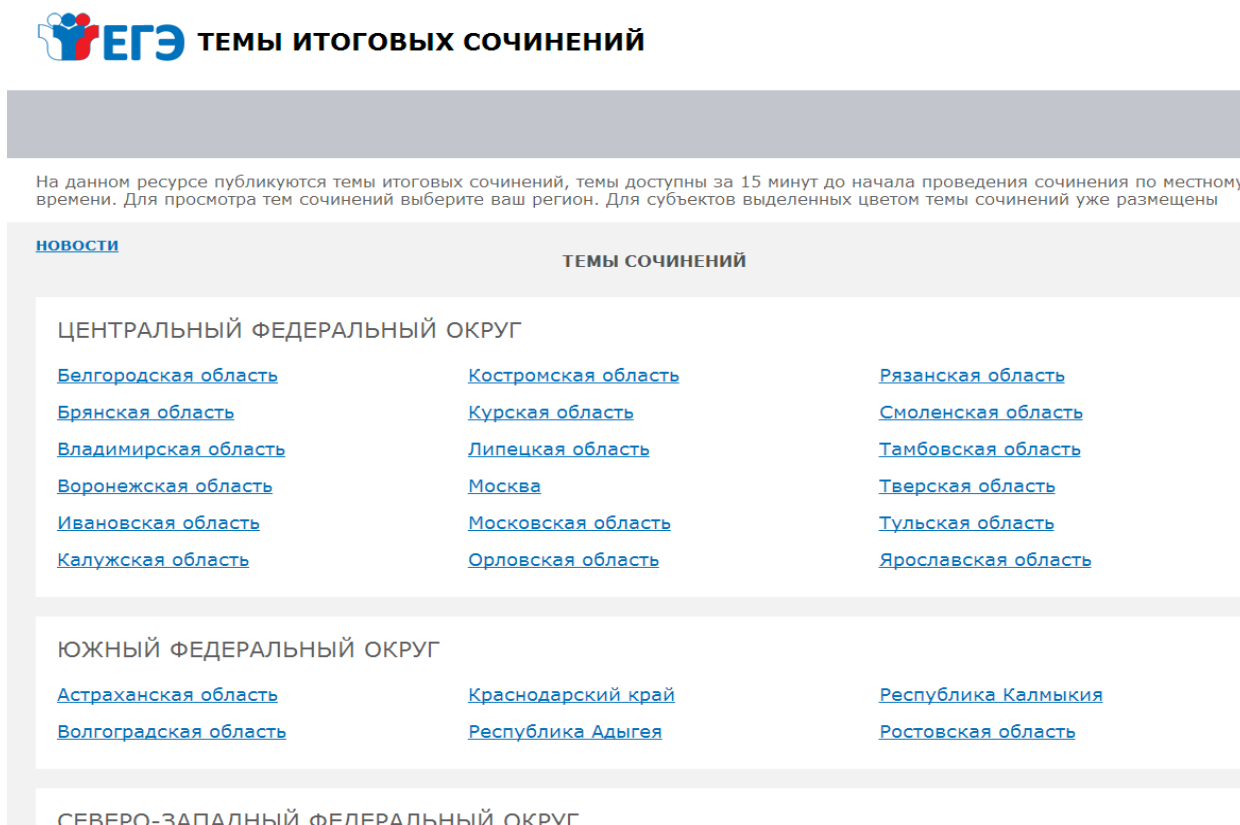 ЕГЭ ТЕМЫ ИТОГОВЫХ СОЧИНЕНИЙ
На данном ресурсе публикуются темы итоговых сочинений, темы доступны за 15 минут до начала проведения сочинения по местному
времени. Для просмотра тем сочинений выберите ваш регион. Для субъектов выделенных цветом темы сочинений уже размещены
НОВОСТИ
ТЕМЫ СОЧИНЕНИЙ
ЦЕНТРАЛЬНЫЙ ФЕДЕРАЛЬНЫЙ ОКРУГ
Белгородская область Костромская область Рязанская область
Брянская область Курская область Смоленская область
Владимирская область Липецкая область Тамбовская область
Воронежская область Москва Тверская область
Ивановская область Московская область Тульская область
Калужская область Орловская область Ярославская область
ЮЖНЫЙ ФЕДЕРАЛЬНЫЙ ОКРУГ
Астраханская область Краснодарский край Республика Калмыкия
Волгоградская область Республика Адыгея Ростовская область
СЕВЕРО-ЗАПАДНЫЙ ФЕДЕРАЛЬНЫЙ ОКРУГ